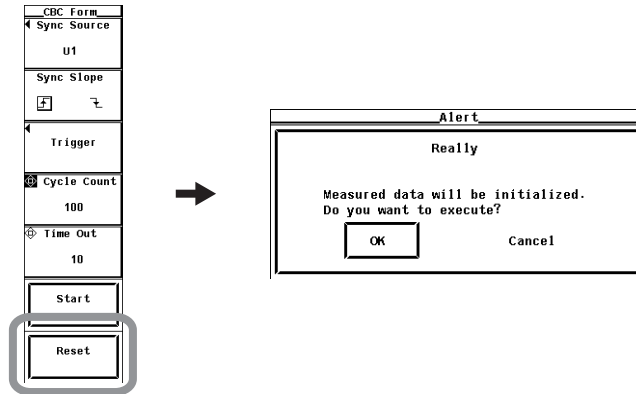 CBC Form
Sync Source
U1
Sync Slope
Trigger
Cycle Count
100
Time Out
10
Start
Reset
Alert
Really
Measured data will be initialized.
Do you want to execute?
OK Cancel